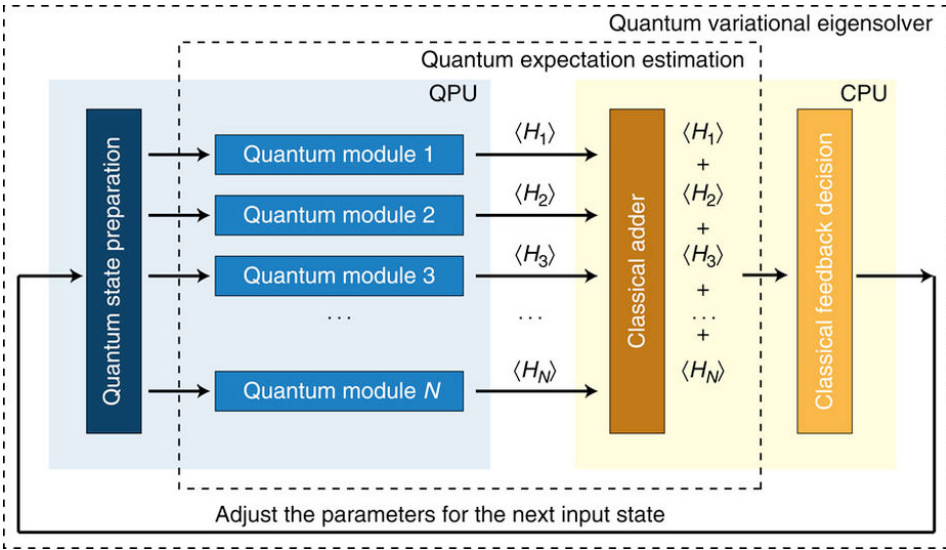 Quantum variational eigensolver
Quantum expectation estimation
QPU
CPU
Quantum state preparation
Quantum module 1
⟨H₁⟩
⟨H₁⟩
+
Quantum module 2
⟨H₂⟩
⟨H₂⟩
+
Quantum module 3
⟨H₃⟩
⟨H₃⟩
+
...
...
...
+
Quantum module N
⟨H_N⟩
⟨H_N⟩
Classical adder
Classical feedback decision
Adjust the parameters for the next input state